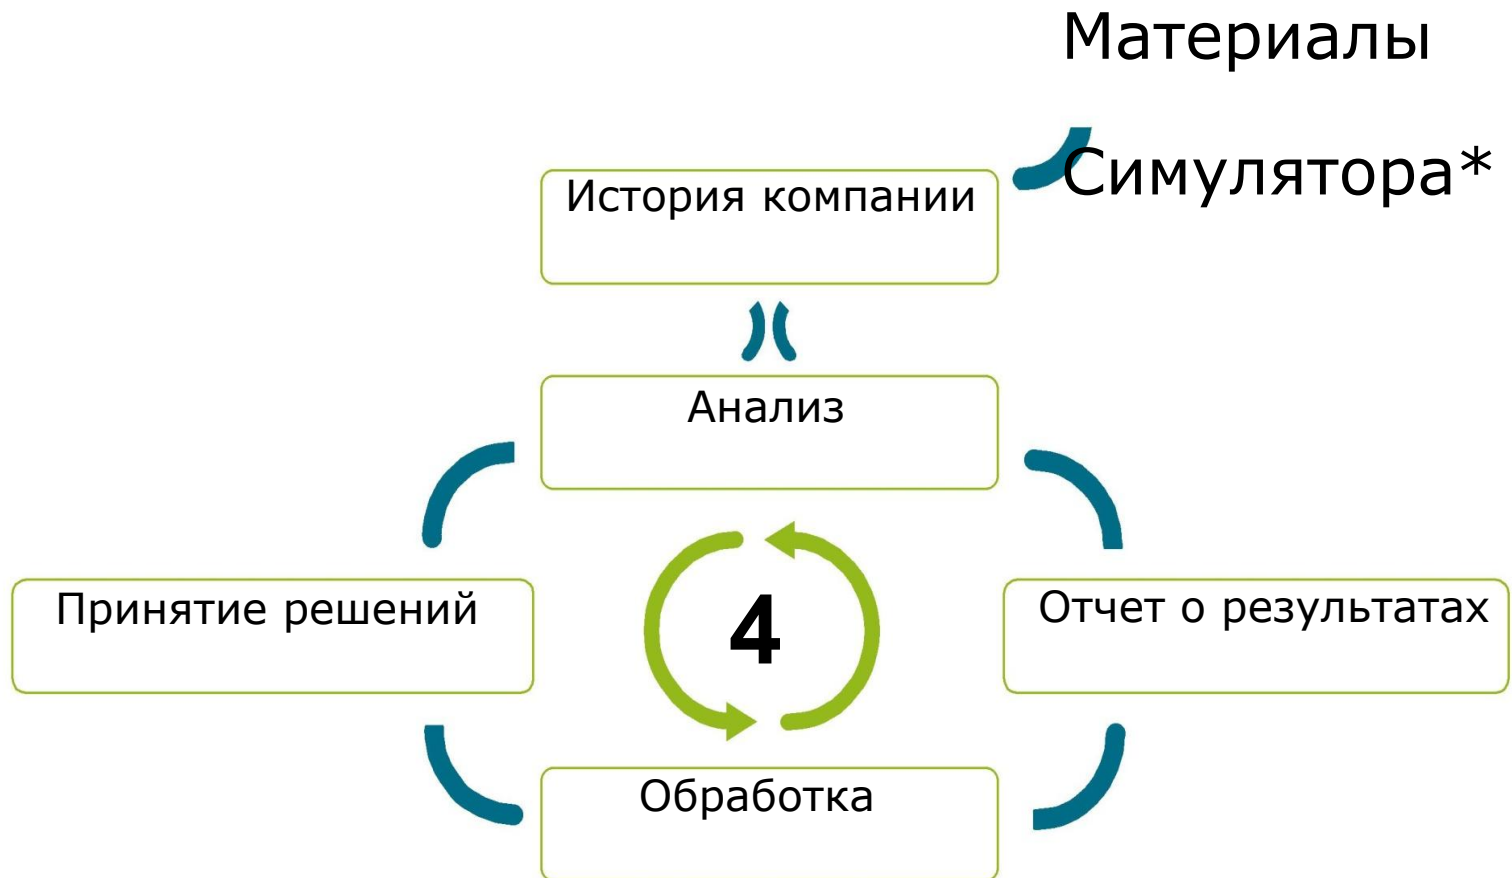 Материалы
Симулятора*
История компании
Анализ
Принятие решений
4
Отчет о результатах
Обработка